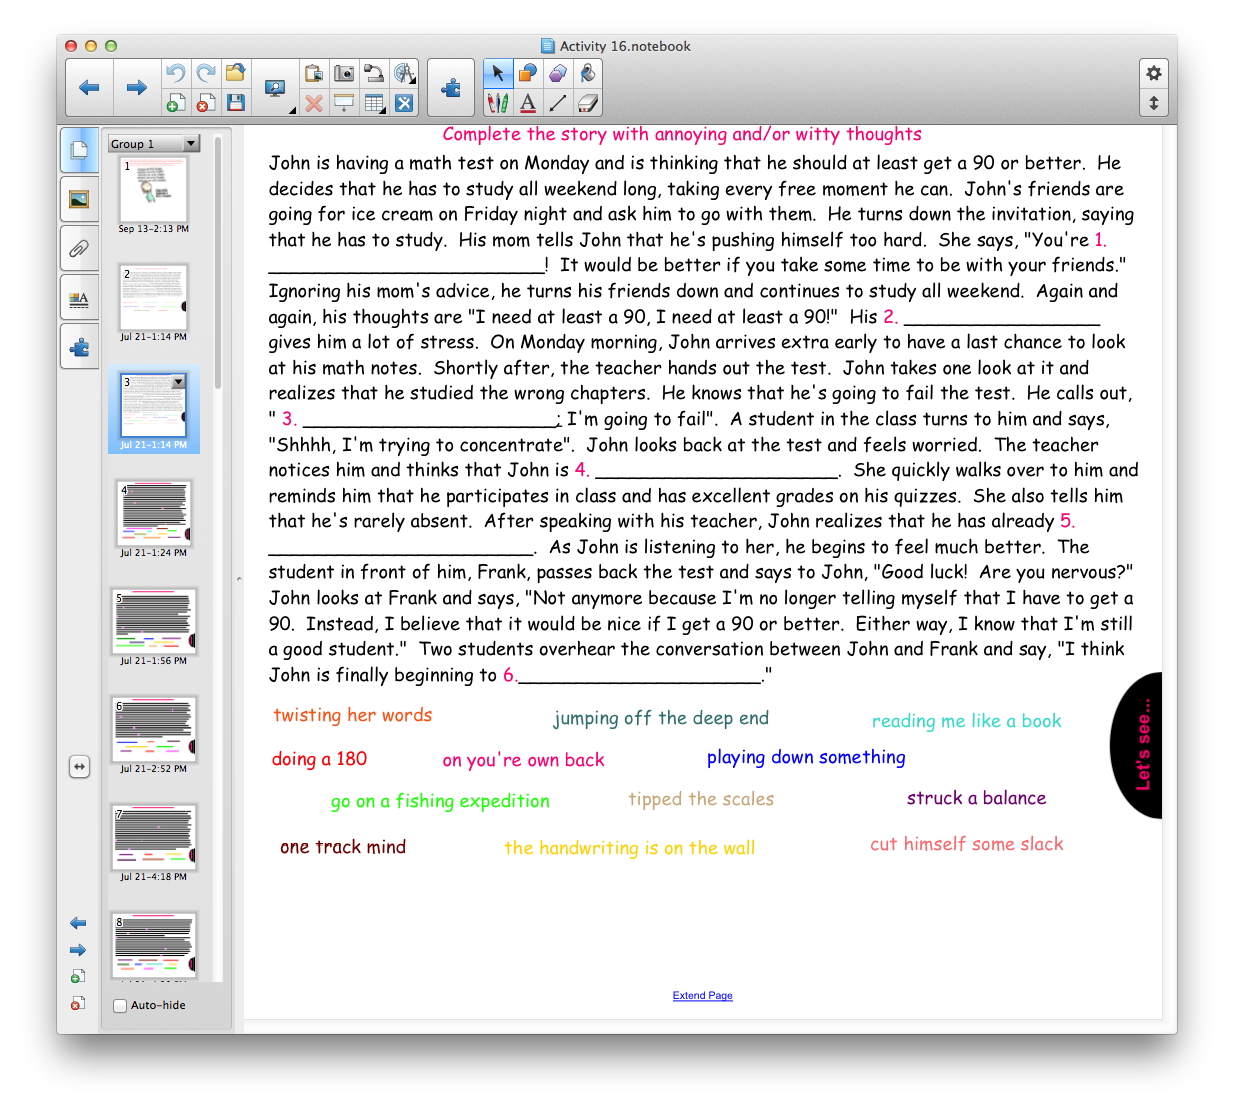 Activity 16.notebook
Group 1
1
Sep 13-2:13 PM
2
Jul 21-1:14 PM
3
Jul 21-1:14 PM
4
Jul 21-1:24 PM
5
Jul 21-1:56 PM
6
Jul 21-2:52 PM
7
Jul 21-4:18 PM
8
Auto-hide
Complete the story with annoying and/or witty thoughts
John is having a math test on Monday and is thinking that he should at least get a 90 or better. He
decides that he has to study all weekend long, taking every free moment he can. John's friends are
going for ice cream on Friday night and ask him to go with them. He turns down the invitation, saying
that he has to study. His mom tells John that he's pushing himself too hard. She says, "You're 1.
________________________! It would be better if you take some time to be with your friends."
Ignoring his mom's advice, he turns his friends down and continues to study all weekend. Again and
again, his thoughts are "I need at least a 90, I need at least a 90!" His 2. _________________
gives him a lot of stress. On Monday morning, John arrives extra early to have a last chance to look
at his math notes. Shortly after, the teacher hands out the test. John takes one look at it and
realizes that he studied the wrong chapters. He knows that he's going to fail the test. He calls out,
" 3. ______________________; I'm going to fail". A student in the class turns to him and says,
"Shhhh, I'm trying to concentrate". John looks back at the test and feels worried. The teacher
notices him and thinks that John is 4. _____________________. She quickly walks over to him and
reminds him that he participates in class and has excellent grades on his quizzes. She also tells him
that he's rarely absent. After speaking with his teacher, John realizes that he has already 5.
_______________________. As John is listening to her, he begins to feel much better. The
student in front of him, Frank, passes back the test and says to John, "Good luck! Are you nervous?"
John looks at Frank and says, "Not anymore because I'm no longer telling myself that I have to get a
90. Instead, I believe that it would be nice if I get a 90 or better. Either way, I know that I'm still
a good student." Two students overhear the conversation between John and Frank and say, "I think
John is finally beginning to 6._____________________."
twisting her words jumping off the deep end reading me like a book
doing a 180 on you're own back playing down something
go on a fishing expedition tipped the scales struck a balance
one track mind the handwriting is on the wall cut himself some slack
Let's see...
Extend Page